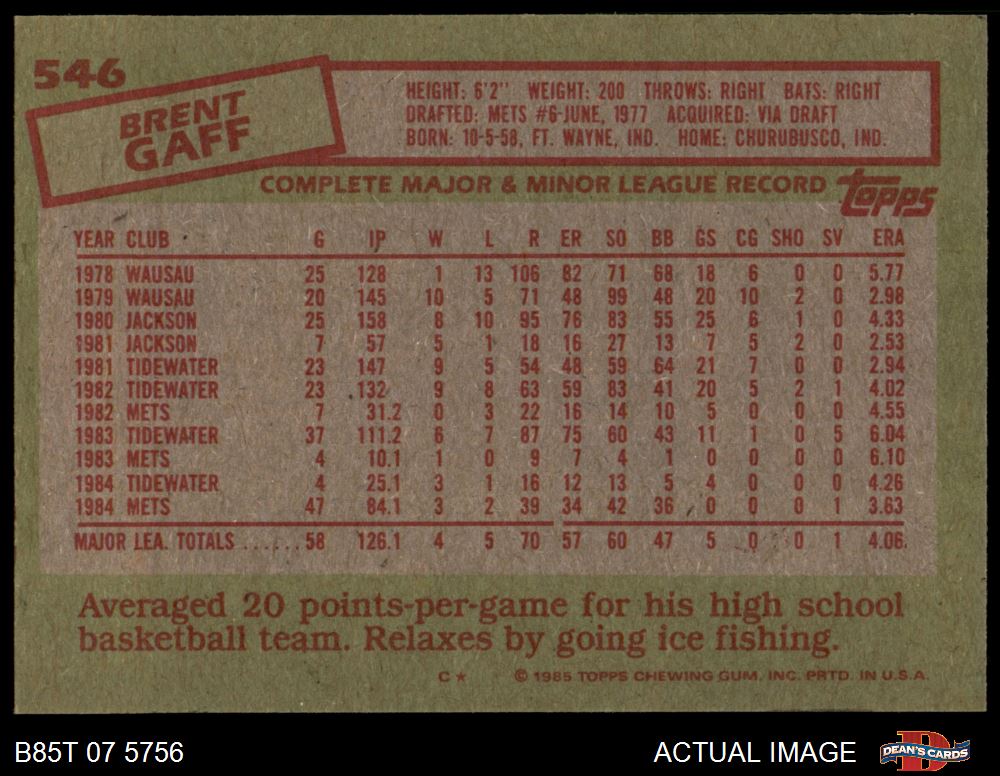 546
BRENT
GAFF
HEIGHT: 6'2" WEIGHT: 200 THROWS: RIGHT BATS: RIGHT
DRAFTED: METS #6-JUNE, 1977 ACQUIRED: VIA DRAFT
BORN: 10-5-58, FT. WAYNE, IND. HOME: CHURUBUSCO, IND.
COMPLETE MAJOR & MINOR LEAGUE RECORD topps
YEAR CLUB G IP W L R ER SO BB GS CG SHO SV ERA
1978 WAUSAU 25 128 1 13 106 82 71 68 18 6 0 0 5.77
1979 WAUSAU 20 145 10 5 71 48 99 48 20 10 2 0 2.98
1980 JACKSON 25 158 8 10 95 76 83 55 25 6 1 0 4.33
1981 JACKSON 7 57 5 1 18 16 27 13 7 5 2 0 2.53
1981 TIDEWATER 23 147 9 5 54 48 59 64 21 7 0 0 2.94
1982 TIDEWATER 23 132 9 8 63 59 83 41 20 5 2 1 4.02
1982 METS 7 31.2 0 3 22 16 14 10 5 0 0 0 4.55
1983 TIDEWATER 37 111.2 6 7 87 75 60 43 11 1 0 5 6.04
1983 METS 4 10.1 1 0 9 7 4 1 0 0 0 0 6.10
1984 TIDEWATER 4 25.1 3 1 16 12 13 5 4 0 0 0 4.26
1984 METS 47 84.1 3 2 39 34 42 36 0 0 0 1 3.63
MAJOR LEA. TOTALS ...... 58 126.1 4 5 70 57 60 47 5 0 0 1 4.06
Averaged 20 points-per-game for his high school
basketball team. Relaxes by going ice fishing.
C ★ © 1985 TOPPS CHEWING GUM, INC. PRTD. IN U.S.A.
B85T 07 5756 ACTUAL IMAGE DEAN'S CARDS